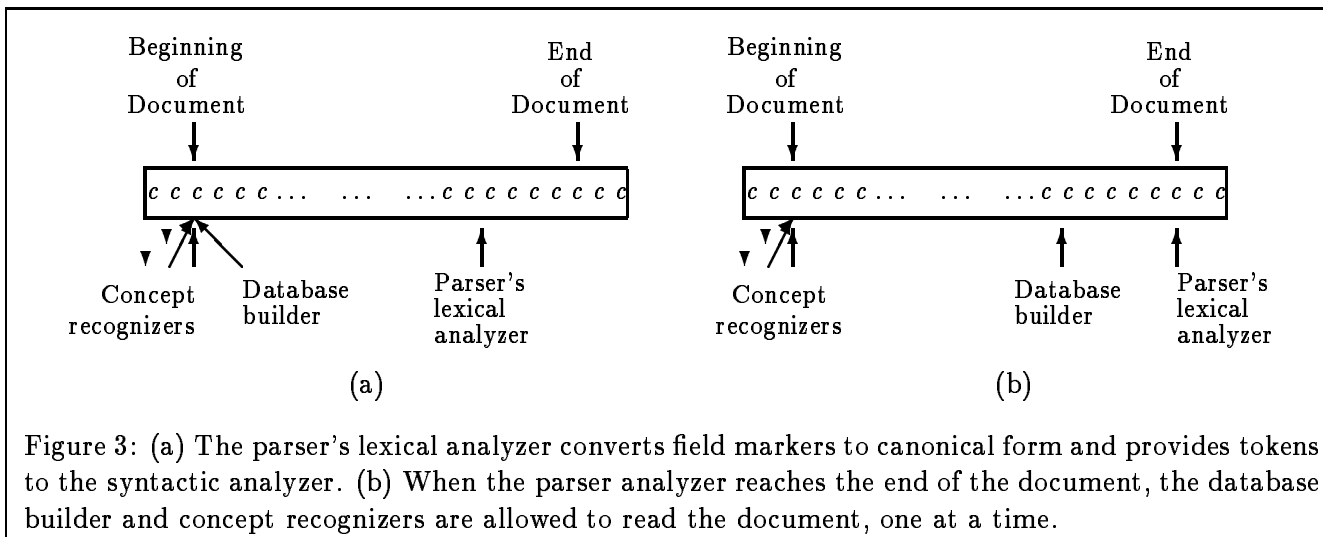 Beginning
of
Document
End
of
Document
c c c c c c ... ... ...c c c c c c c c c
Concept
recognizers
Database
builder
Parser's
lexical
analyzer
(a)
Beginning
of
Document
End
of
Document
c c c c c c ... ... ...c c c c c c c c c
Concept
recognizers
Database
builder
Parser's
lexical
analyzer
(b)
Figure 3: (a) The parser's lexical analyzer converts field markers to canonical form and provides tokens
to the syntactic analyzer. (b) When the parser analyzer reaches the end of the document, the database
builder and concept recognizers are allowed to read the document, one at a time.